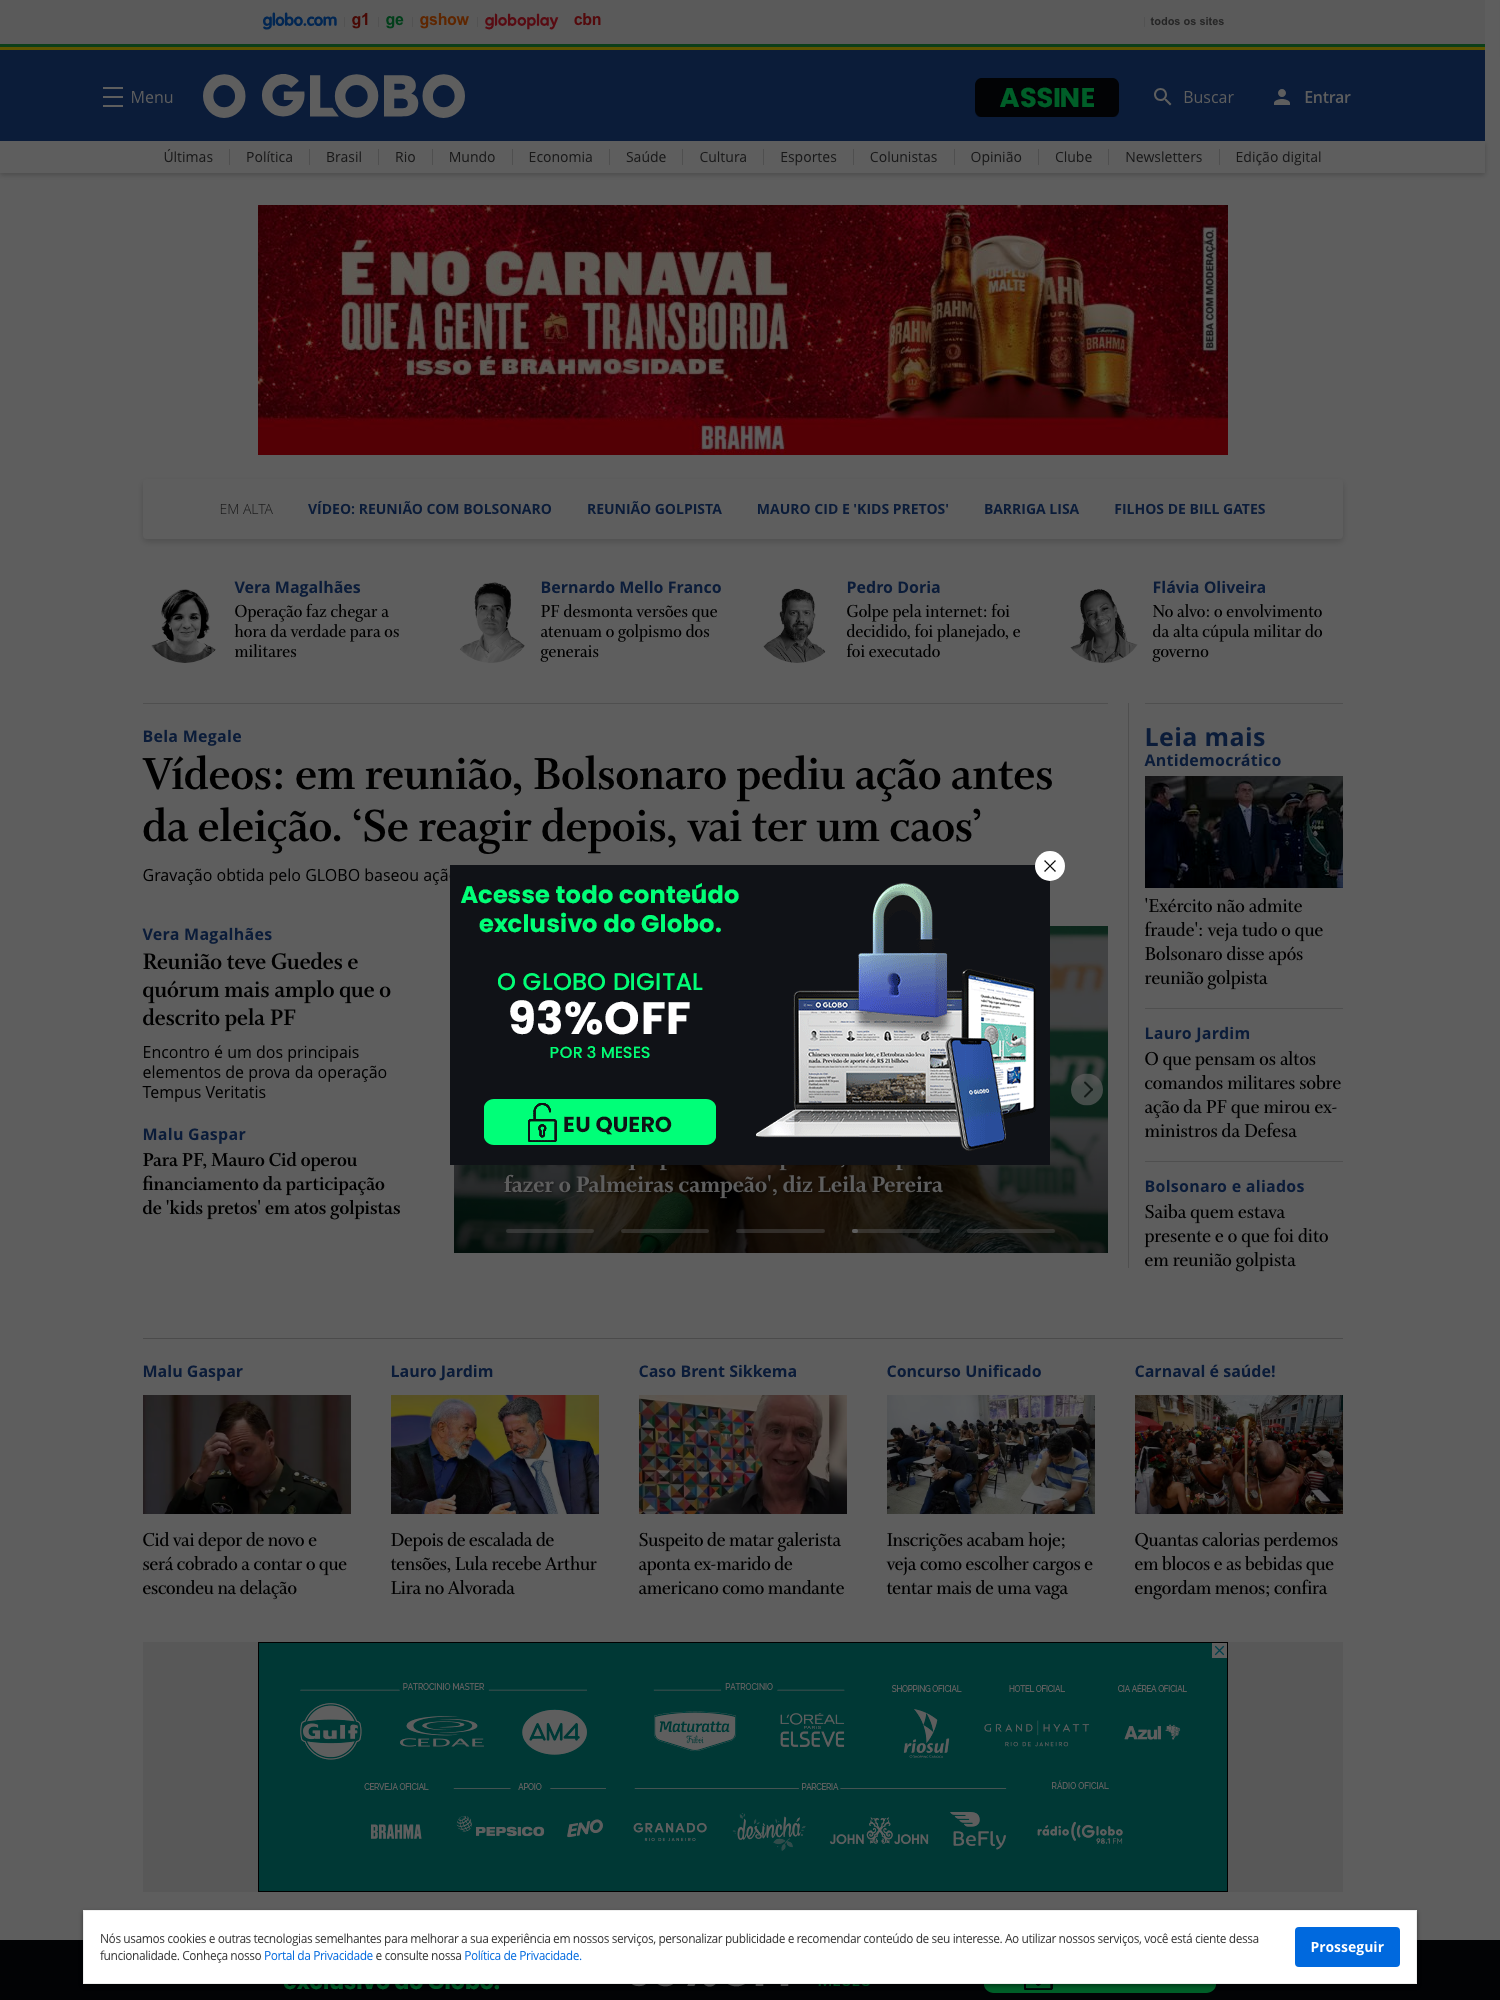 globo.com g1 ge gshow globoplay cbn todos os sites
Menu O GLOBO ASSINE Buscar Entrar
Últimas Política Brasil Rio Mundo Economia Saúde Cultura Esportes Colunistas Opinião Clube Newsletters Edição digital
É NO CARNAVAL
QUE A GENTE TRANSBORDA
ISSO É BRAHMOSIDADE
BRAHMA
BEBA COM MODERAÇÃO.
EM ALTA VÍDEO: REUNIÃO COM BOLSONARO REUNIÃO GOLPISTA MAURO CID E 'KIDS PRETOS' BARRIGA LISA FILHOS DE BILL GATES
Vera Magalhães
Operação faz chegar a
hora da verdade para os
militares
Bernardo Mello Franco
PF desmonta versões que
atenuam o golpismo dos
generais
Pedro Doria
Golpe pela internet: foi
decidido, foi planejado, e
foi executado
Flávia Oliveira
No alvo: o envolvimento
da alta cúpula militar do
governo
Bela Megale
Vídeos: em reunião, Bolsonaro pediu ação antes
da eleição. ‘Se reagir depois, vai ter um caos’
Gravação obtida pelo GLOBO baseou açã
Vera Magalhães
Reunião teve Guedes e
quórum mais amplo que o
descrito pela PF
Encontro é um dos principais
elementos de prova da operação
Tempus Veritatis
Malu Gaspar
Para PF, Mauro Cid operou
financiamento da participação
de 'kids pretos' em atos golpistas
Acesse todo conteúdo
exclusivo do Globo.
O GLOBO DIGITAL
93%OFF
POR 3 MESES
EU QUERO
O GLOBO
O GLOBO
fazer o Palmeiras campeão', diz Leila Pereira
Leia mais
Antidemocrático
'Exército não admite
fraude': veja tudo o que
Bolsonaro disse após
reunião golpista
Lauro Jardim
O que pensam os altos
comandos militares sobre
ação da PF que mirou ex-
ministros da Defesa
Bolsonaro e aliados
Saiba quem estava
presente e o que foi dito
em reunião golpista
Malu Gaspar
Cid vai depor de novo e
será cobrado a contar o que
escondeu na delação
Lauro Jardim
Depois de escalada de
tensões, Lula recebe Arthur
Lira no Alvorada
Caso Brent Sikkema
Suspeito de matar galerista
aponta ex-marido de
americano como mandante
Concurso Unificado
Inscrições acabam hoje;
veja como escolher cargos e
tentar mais de uma vaga
Carnaval é saúde!
Quantas calorias perdemos
em blocos e as bebidas que
engordam menos; confira
PATROCINIO MASTER PATROCINIO SHOPPING OFICIAL HOTEL OFICIAL CIA AÉREA OFICIAL
Gulf CEDAE AM4 Maturatta Friboi L'ORÉAL PARIS ELSEVE riosul GRAND HYATT RIO DE JANEIRO Azul
CERVEJA OFICIAL APOIO PARCERIA RÁDIO OFICIAL
BRAHMA PEPSICO ENO GRANADO RIO DE JANEIRO desinchá JOHN JOHN BeFly rádio Globo 98.1 FM
Nós usamos cookies e outras tecnologias semelhantes para melhorar a sua experiência em nossos serviços, personalizar publicidade e recomendar conteúdo de seu interesse. Ao utilizar nossos serviços, você está ciente dessa
funcionalidade. Conheça nosso Portal da Privacidade e consulte nossa Política de Privacidade.
Prosseguir